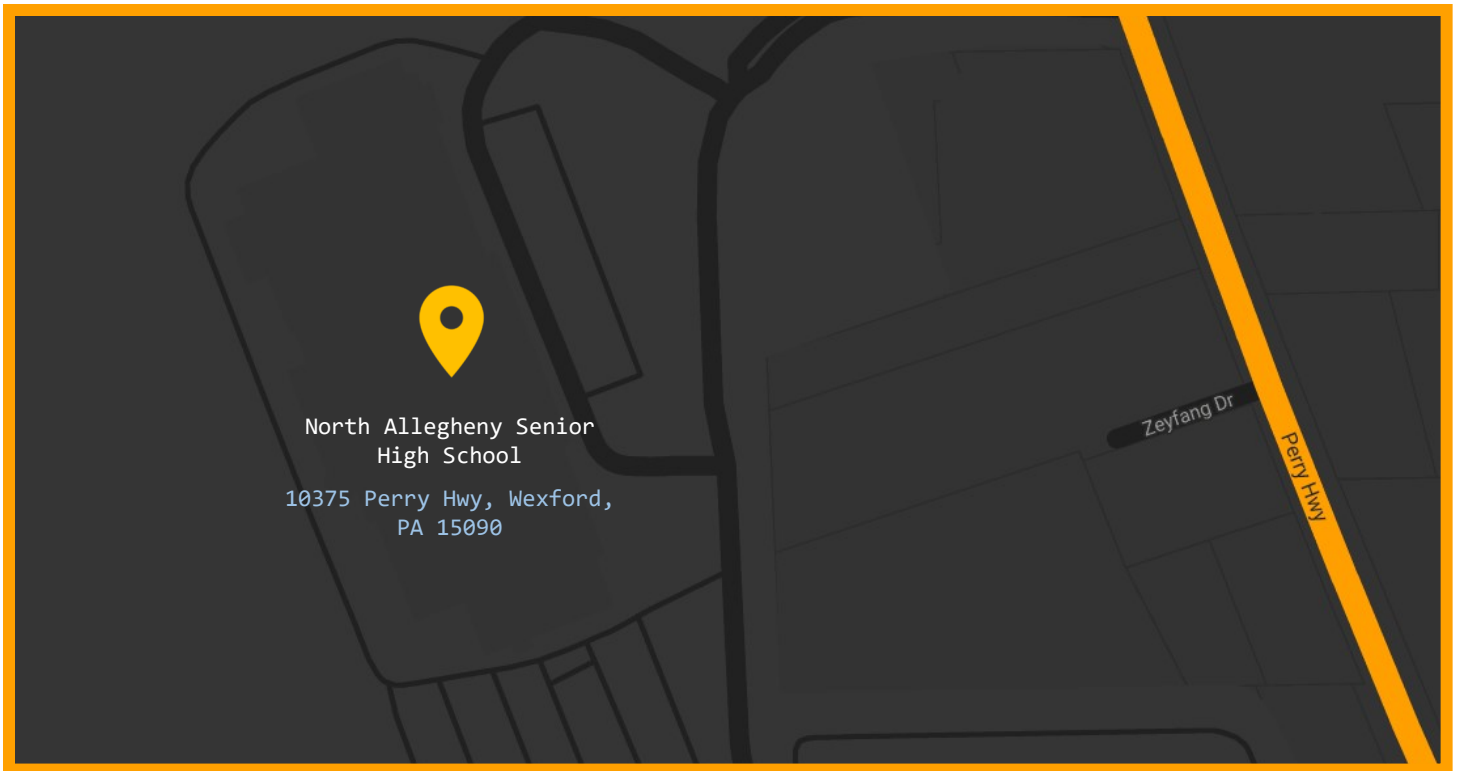 North Allegheny Senior
High School
10375 Perry Hwy, Wexford,
PA 15090
Zeyfang Dr
Perry Hwy